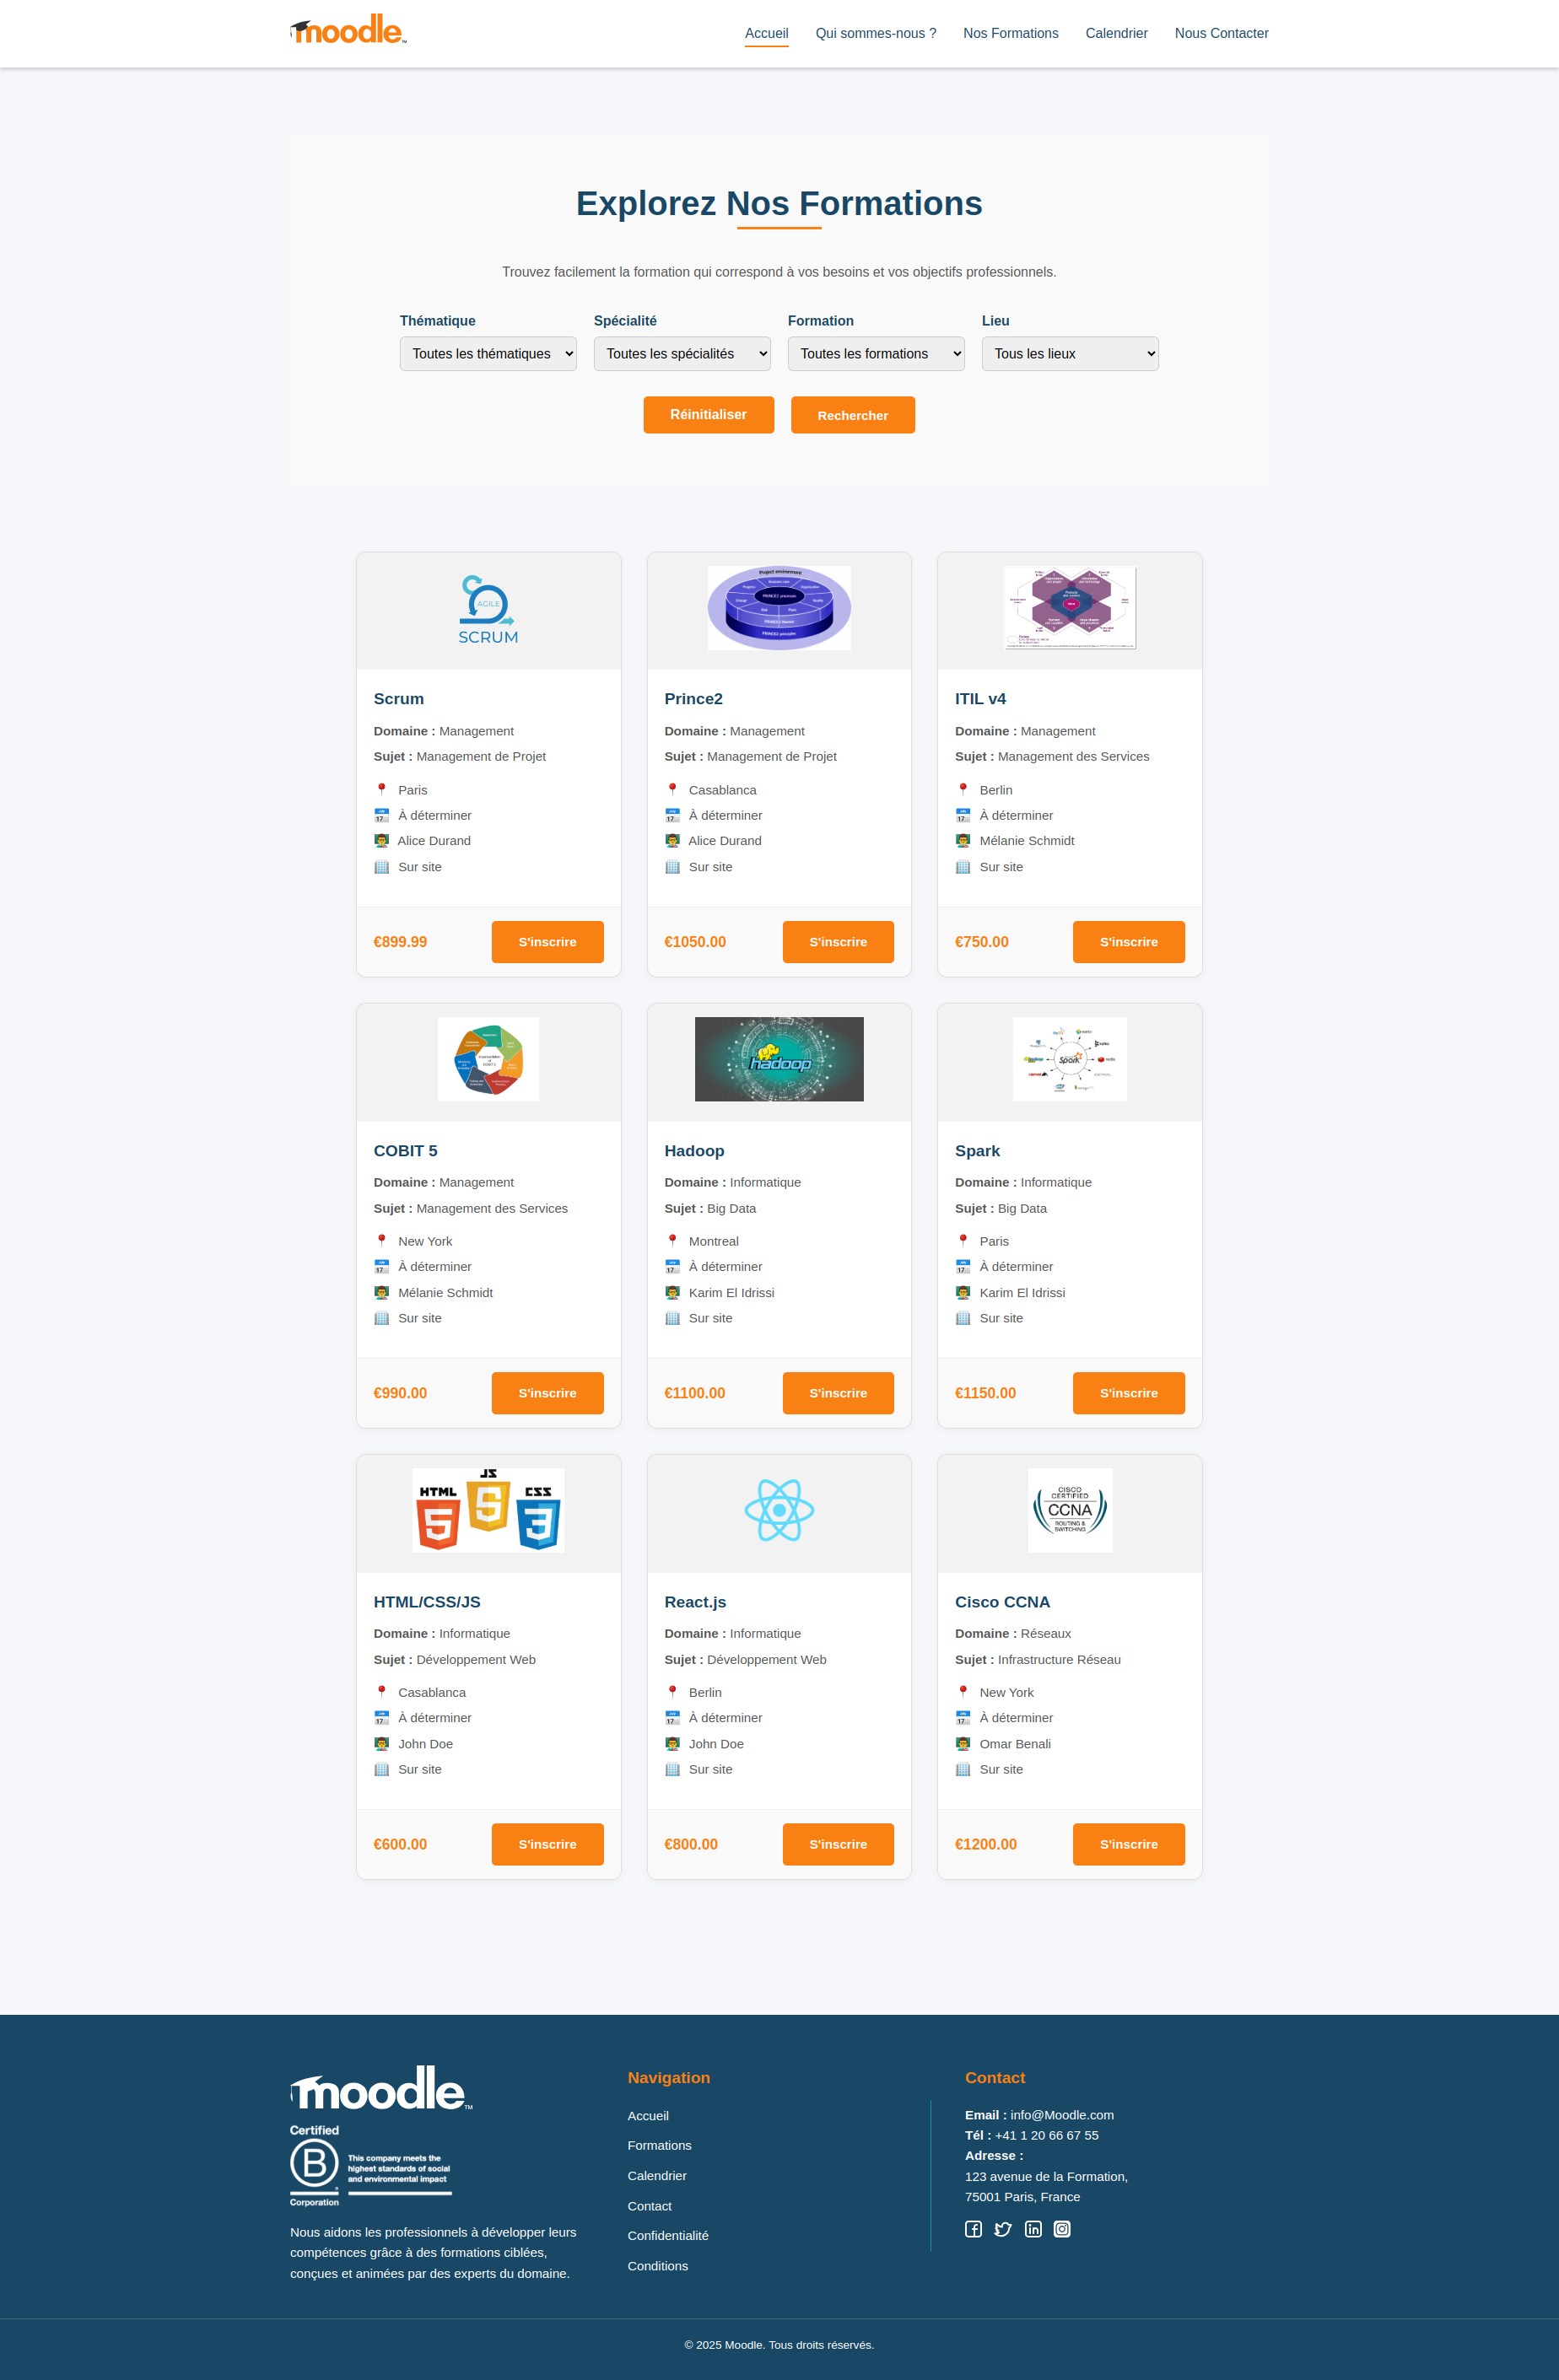 moodle
Accueil Qui sommes-nous ? Nos Formations Calendrier Nous Contacter
Explorez Nos Formations
Trouvez facilement la formation qui correspond à vos besoins et vos objectifs professionnels.
Thématique Spécialité Formation Lieu
Toutes les thématiques Toutes les spécialités Toutes les formations Tous les lieux
Réinitialiser Rechercher
AGILE
SCRUM
Project environment
Scrum
Domaine : Management
Sujet : Management de Projet
Paris
À déterminer
Alice Durand
Sur site
€899.99 S'inscrire
Prince2
Domaine : Management
Sujet : Management de Projet
Casablanca
À déterminer
Alice Durand
Sur site
€1050.00 S'inscrire
ITIL v4
Domaine : Management
Sujet : Management des Services
Berlin
À déterminer
Mélanie Schmidt
Sur site
€750.00 S'inscrire
COBIT 5
Domaine : Management
Sujet : Management des Services
New York
À déterminer
Mélanie Schmidt
Sur site
€990.00 S'inscrire
hadoop
Hadoop
Domaine : Informatique
Sujet : Big Data
Montreal
À déterminer
Karim El Idrissi
Sur site
€1100.00 S'inscrire
Spark
Spark
Domaine : Informatique
Sujet : Big Data
Paris
À déterminer
Karim El Idrissi
Sur site
€1150.00 S'inscrire
HTML JS CSS
HTML/CSS/JS
Domaine : Informatique
Sujet : Développement Web
Casablanca
À déterminer
John Doe
Sur site
€600.00 S'inscrire
React.js
Domaine : Informatique
Sujet : Développement Web
Berlin
À déterminer
John Doe
Sur site
€800.00 S'inscrire
CISCO
CERTIFIED
CCNA
ROUTING &
SWITCHING
Cisco CCNA
Domaine : Réseaux
Sujet : Infrastructure Réseau
New York
À déterminer
Omar Benali
Sur site
€1200.00 S'inscrire
moodle TM
Certified
B
Corporation
This company meets the
highest standards of social
and environmental impact
Nous aidons les professionnels à développer leurs
compétences grâce à des formations ciblées,
conçues et animées par des experts du domaine.
Navigation
Accueil
Formations
Calendrier
Contact
Confidentialité
Conditions
Contact
Email : info@Moodle.com
Tél : +41 1 20 66 67 55
Adresse :
123 avenue de la Formation,
75001 Paris, France
© 2025 Moodle. Tous droits réservés.